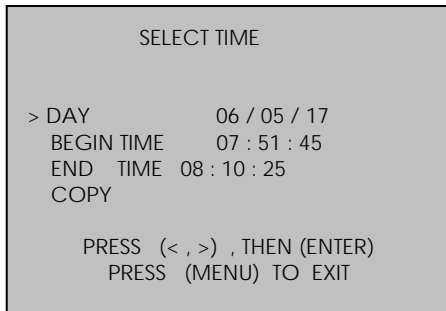 SELECT TIME
> DAY 06 / 05 / 17
BEGIN TIME 07 : 51 : 45
END TIME 08 : 10 : 25
COPY
PRESS (< , >) , THEN (ENTER)
PRESS (MENU) TO EXIT